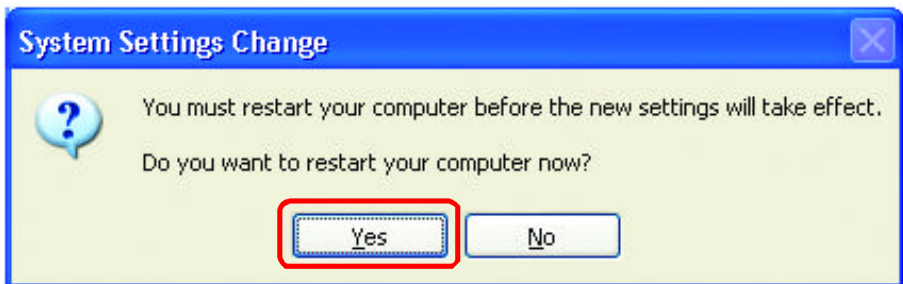 System Settings Change
You must restart your computer before the new settings will take effect.
Do you want to restart your computer now?
Yes
No